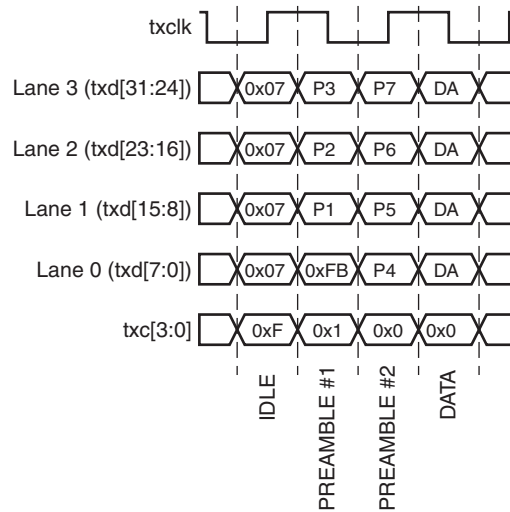 txclk
Lane 3 (txd[31:24]) 0x07 P3 P7 DA
Lane 2 (txd[23:16]) 0x07 P2 P6 DA
Lane 1 (txd[15:8]) 0x07 P1 P5 DA
Lane 0 (txd[7:0]) 0x07 0xFB P4 DA
txc[3:0] 0xF 0x1 0x0 0x0
IDLE
PREAMBLE #1
PREAMBLE #2
DATA